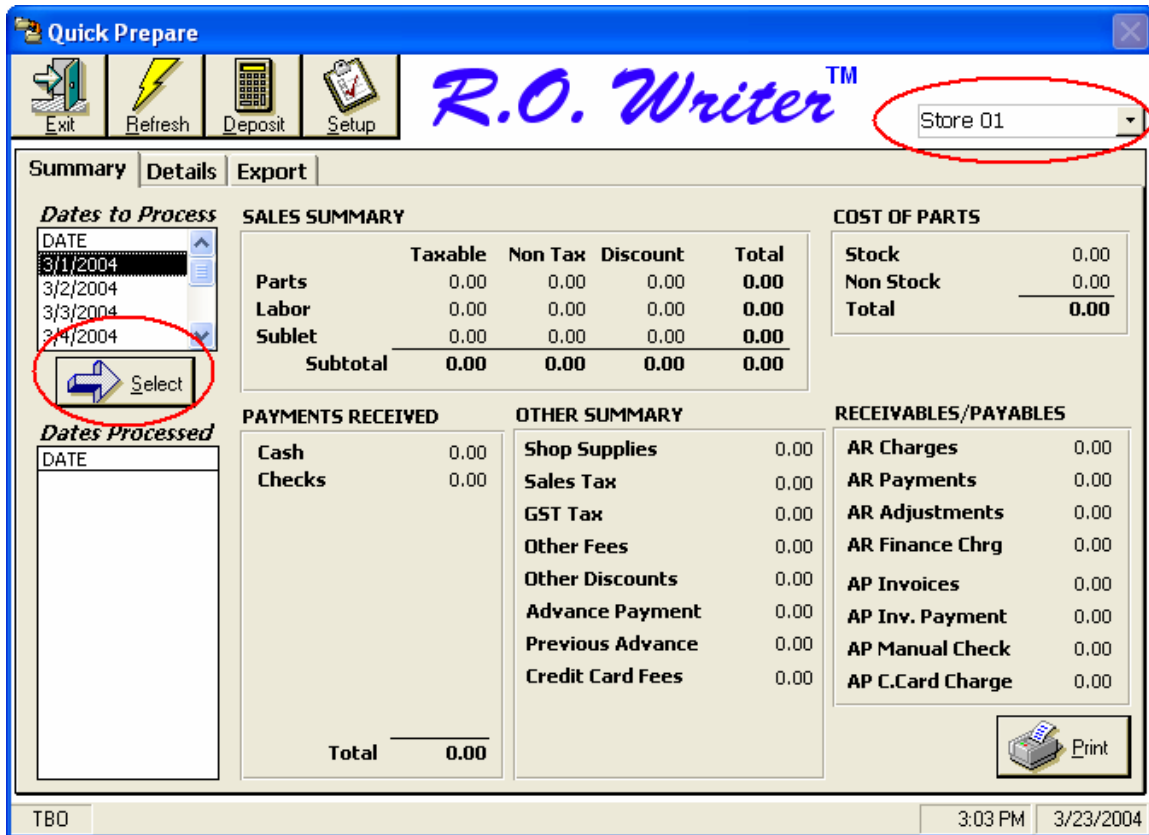 Quick Prepare
Exit Refresh Deposit Setup
R.O. Writer™
Store 01
Summary Details Export
Dates to Process
DATE
3/1/2004
3/2/2004
3/3/2004
3/4/2004
Select
Dates Processed
DATE
SALES SUMMARY
Taxable Non Tax Discount Total
Parts 0.00 0.00 0.00 0.00
Labor 0.00 0.00 0.00 0.00
Sublet 0.00 0.00 0.00 0.00
Subtotal 0.00 0.00 0.00 0.00
COST OF PARTS
Stock 0.00
Non Stock 0.00
Total 0.00
PAYMENTS RECEIVED
Cash 0.00
Checks 0.00
Total 0.00
OTHER SUMMARY
Shop Supplies 0.00
Sales Tax 0.00
GST Tax 0.00
Other Fees 0.00
Other Discounts 0.00
Advance Payment 0.00
Previous Advance 0.00
Credit Card Fees 0.00
RECEIVABLES/PAYABLES
AR Charges 0.00
AR Payments 0.00
AR Adjustments 0.00
AR Finance Chrg 0.00
AP Invoices 0.00
AP Inv. Payment 0.00
AP Manual Check 0.00
AP C.Card Charge 0.00
Print
TBO 3:03 PM 3/23/2004